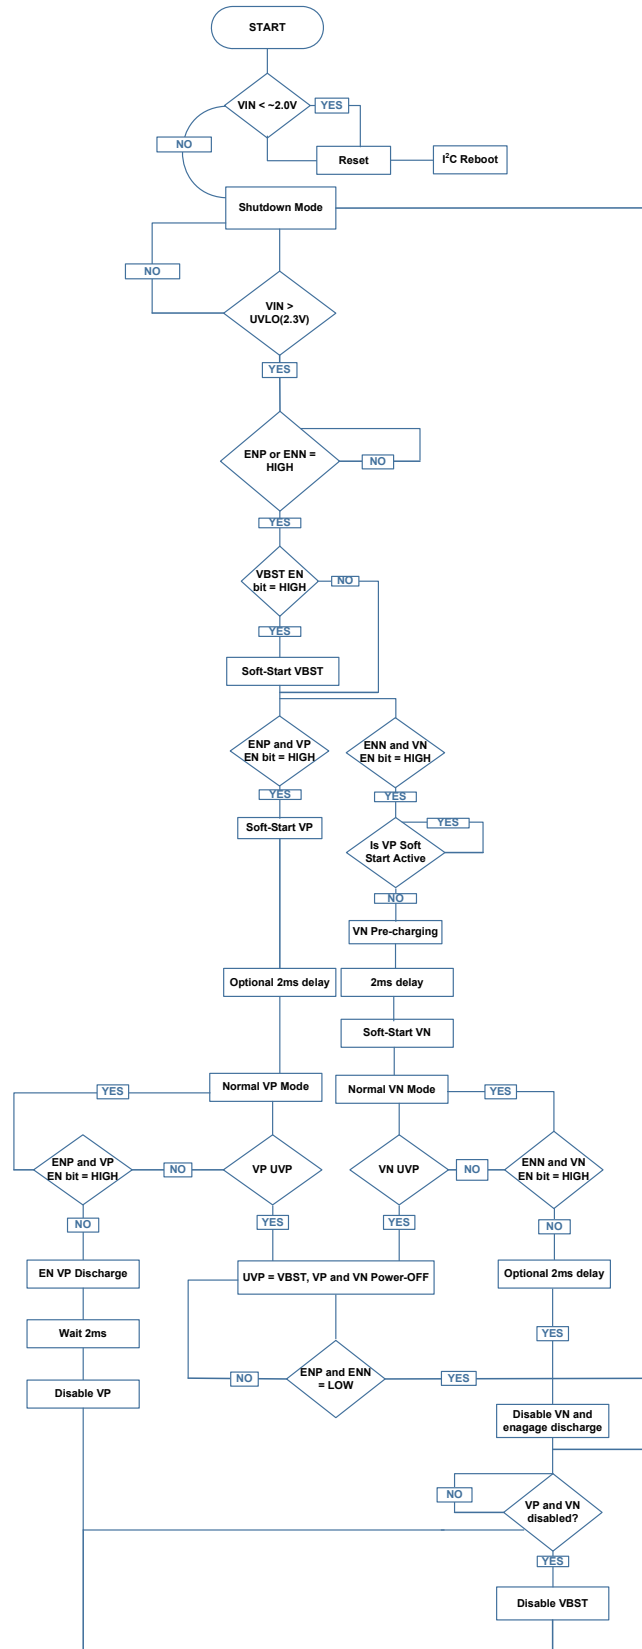 START
VIN < ~2.0V
YES
NO
Reset
I²C Reboot
Shutdown Mode
NO
VIN >
UVLO(2.3V)
YES
ENP or ENN =
HIGH
NO
YES
VBST EN
bit = HIGH
NO
YES
Soft-Start VBST
ENP and VP
EN bit = HIGH
ENN and VN
EN bit = HIGH
YES
YES
Soft-Start VP
YES
Is VP Soft
Start Active
NO
VN Pre-charging
Optional 2ms delay
2ms delay
Soft-Start VN
Normal VP Mode
Normal VN Mode
YES
YES
ENP and VP
EN bit = HIGH
NO
VP UVP
VN UVP
NO
ENN and VN
EN bit = HIGH
NO
YES
YES
NO
EN VP Discharge
UVP = VBST, VP and VN Power-OFF
Optional 2ms delay
Wait 2ms
YES
Disable VP
NO
ENP and ENN
= LOW
YES
Disable VN and
enagage discharge
NO
VP and VN
disabled?
YES
Disable VBST